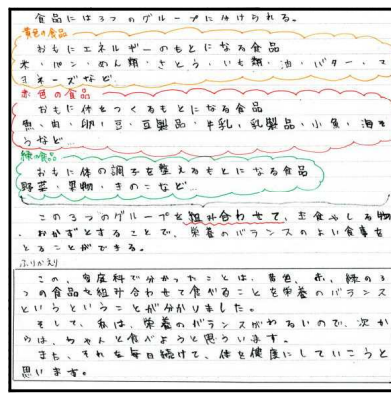 食品には3つのグループに分けられる。
黄色の食品
おもにエネルギーのもとになる食品
米・パン・めん類・さとう・いも類・油・バター・マ
ヨネーズなど
赤色の食品
おもに体をつくるもとになる食品
魚・肉・卵・豆・豆製品・牛乳・乳製品・小魚・海そ
うなど
緑の食品
おもに体の調子を整えるもとになる食品
野菜・果物・きのこなど
この3つのグループを組み合わせて、主食やしる物
・おかずとすることで、栄養のバランスのよい食事を
とることができる。
ふりかえり
この、家庭科で分かったことは、黄色、赤、緑の3
つの食品を組み合わせて食べることを栄養のバランス
というということが分かりました。
そして、私は、栄養のバランスがわるいので、次か
らは、ちゃんと食べようと思ういます。
また、それを毎日続けて、体を健康にしていこうと
思います。